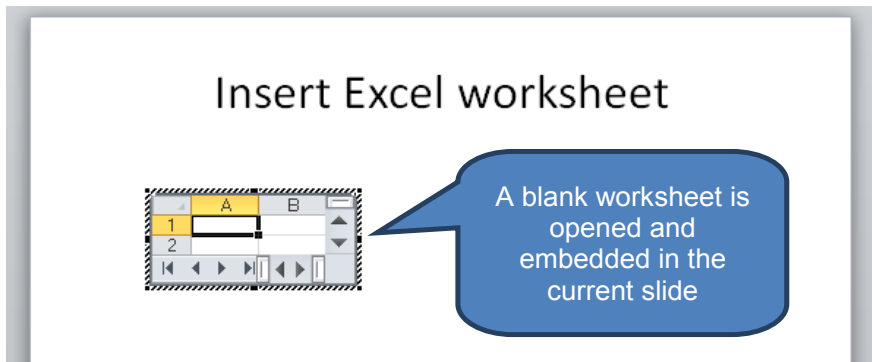 Insert Excel worksheet
A B
1
2
A blank worksheet is
opened and
embedded in the
current slide